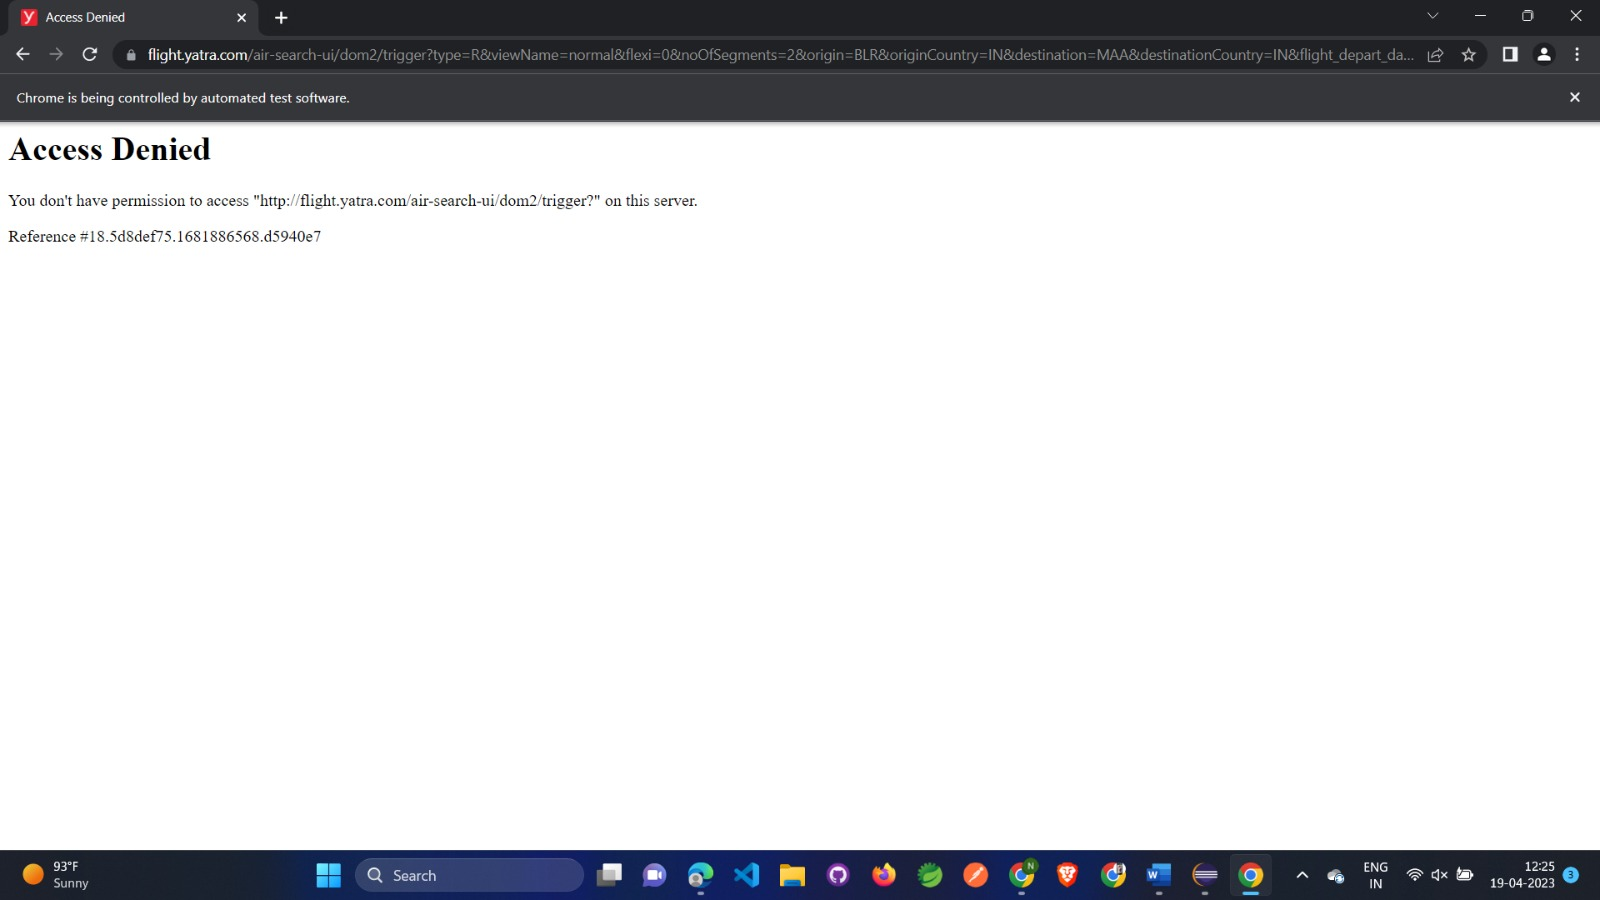 Access Denied
flight.yatra.com/air-search-ui/dom2/trigger?type=R&viewName=normal&flexi=0&noOfSegments=2&origin=BLR&originCountry=IN&destination=MAA&destinationCountry=IN&flight_depart_da...
Chrome is being controlled by automated test software.
Access Denied
You don't have permission to access "http://flight.yatra.com/air-search-ui/dom2/trigger?" on this server.
Reference #18.5d8def75.1681886568.d5940e7
93°F
Sunny
Search
N
W
ENG
IN
12:25
19-04-2023
3